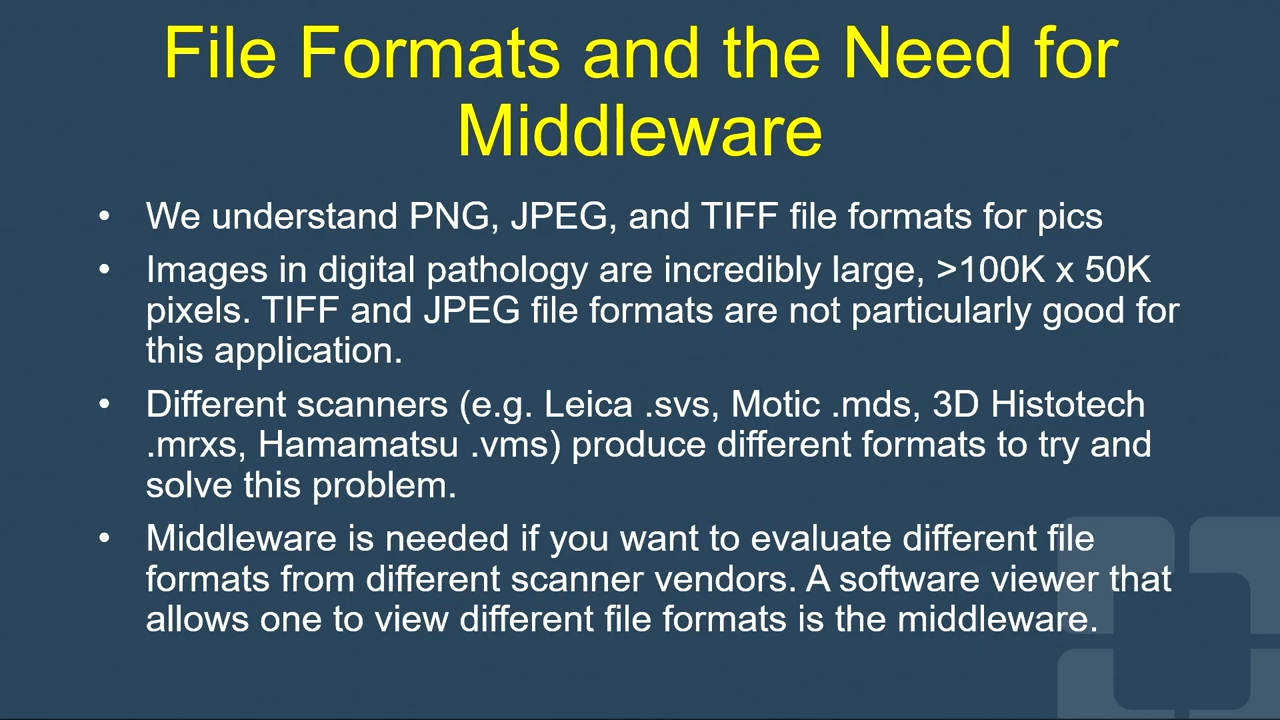 File Formats and the Need for
Middleware
• We understand PNG, JPEG, and TIFF file formats for pics
• Images in digital pathology are incredibly large, >100K x 50K
pixels. TIFF and JPEG file formats are not particularly good for
this application.
• Different scanners (e.g. Leica .svs, Motic .mds, 3D Histotech
.mrxs, Hamamatsu .vms) produce different formats to try and
solve this problem.
• Middleware is needed if you want to evaluate different file
formats from different scanner vendors. A software viewer that
allows one to view different file formats is the middleware.